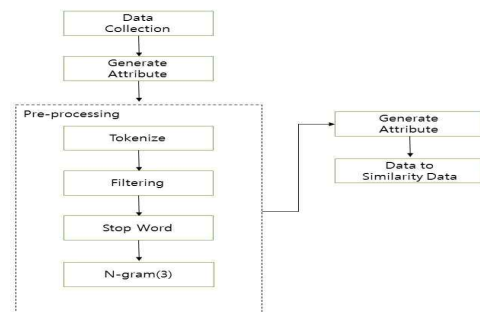 Data
Collection
Generate
Attribute
Pre-processing
Tokenize
Filtering
Stop Word
N-gram(3)
Generate
Attribute
Data to
Similarity Data